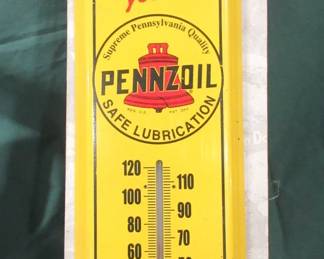 Supreme Pennsylvania Quality
PENNZOIL
SAFE LUBRICATION
120
110
100
90
80
70
60